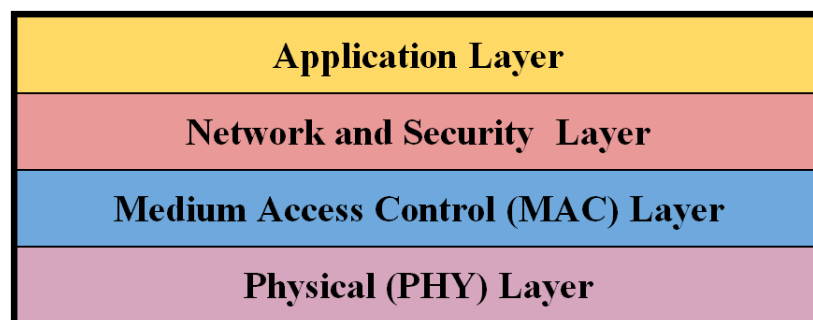 Application Layer
Network and Security Layer
Medium Access Control (MAC) Layer
Physical (PHY) Layer